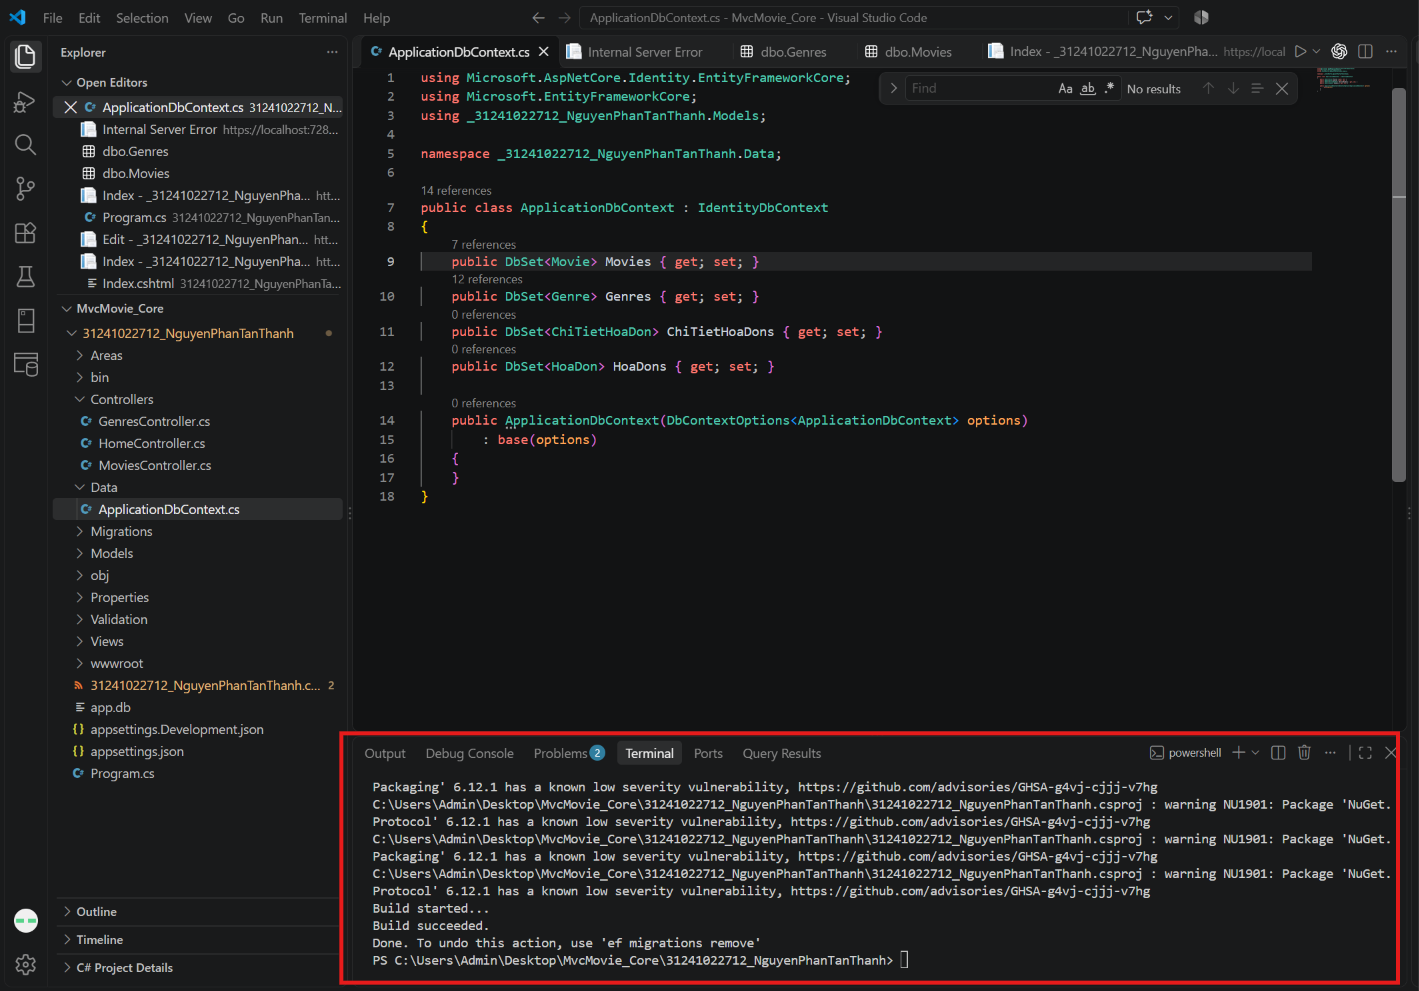 File Edit Selection View Go Run Terminal Help
ApplicationDbContext.cs - MvcMovie_Core - Visual Studio Code
Explorer
Open Editors
ApplicationDbContext.cs 31241022712_N...
Internal Server Error https://localhost:728...
dbo.Genres
dbo.Movies
Index - _31241022712_NguyenPha... htt...
Program.cs 31241022712_NguyenPhanTan...
Edit - _31241022712_NguyenPhan... htt...
Index - _31241022712_NguyenPha... htt...
Index.cshtml 31241022712_NguyenPhanTa...
MvcMovie_Core
31241022712_NguyenPhanTanThanh
Areas
bin
Controllers
GenresController.cs
HomeController.cs
MoviesController.cs
Data
ApplicationDbContext.cs
Migrations
Models
obj
Properties
Validation
Views
wwwroot
31241022712_NguyenPhanTanThanh.c... 2
app.db
appsettings.Development.json
appsettings.json
Program.cs
Outline
Timeline
C# Project Details
ApplicationDbContext.cs Internal Server Error dbo.Genres dbo.Movies Index - _31241022712_NguyenPha... https://local
Find Aa ab .* No results
1 using Microsoft.AspNetCore.Identity.EntityFrameworkCore;
2 using Microsoft.EntityFrameworkCore;
3 using _31241022712_NguyenPhanTanThanh.Models;
4
5 namespace _31241022712_NguyenPhanTanThanh.Data;
6
14 references
7 public class ApplicationDbContext : IdentityDbContext
8 {
7 references
9 public DbSet<Movie> Movies { get; set; }
12 references
10 public DbSet<Genre> Genres { get; set; }
0 references
11 public DbSet<ChiTietHoaDon> ChiTietHoaDons { get; set; }
0 references
12 public DbSet<HoaDon> HoaDons { get; set; }
13
0 references
14 public ApplicationDbContext(DbContextOptions<ApplicationDbContext> options)
15 : base(options)
16 {
17 }
18 }
Output Debug Console Problems 2 Terminal Ports Query Results powershell
Packaging' 6.12.1 has a known low severity vulnerability, https://github.com/advisories/GHSA-g4vj-cjjj-v7hg
C:\Users\Admin\Desktop\MvcMovie_Core\31241022712_NguyenPhanTanThanh\31241022712_NguyenPhanTanThanh.csproj : warning NU1901: Package 'NuGet.
Protocol' 6.12.1 has a known low severity vulnerability, https://github.com/advisories/GHSA-g4vj-cjjj-v7hg
C:\Users\Admin\Desktop\MvcMovie_Core\31241022712_NguyenPhanTanThanh\31241022712_NguyenPhanTanThanh.csproj : warning NU1901: Package 'NuGet.
Packaging' 6.12.1 has a known low severity vulnerability, https://github.com/advisories/GHSA-g4vj-cjjj-v7hg
C:\Users\Admin\Desktop\MvcMovie_Core\31241022712_NguyenPhanTanThanh\31241022712_NguyenPhanTanThanh.csproj : warning NU1901: Package 'NuGet.
Protocol' 6.12.1 has a known low severity vulnerability, https://github.com/advisories/GHSA-g4vj-cjjj-v7hg
Build started...
Build succeeded.
Done. To undo this action, use 'ef migrations remove'
PS C:\Users\Admin\Desktop\MvcMovie_Core\31241022712_NguyenPhanTanThanh>